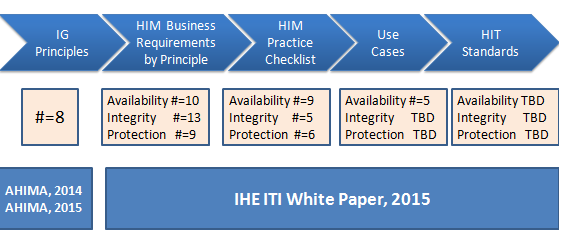 IG
Principles
HIM Business
Requirements
by Principle
HIM
Practice
Checklist
Use
Cases
HIT
Standards
#=8
Availability #=10
Integrity #=13
Protection #=9
Availability #=9
Integrity #=5
Protection #=6
Availability #=5
Integrity TBD
Protection TBD
Availability TBD
Integrity TBD
Protection TBD
AHIMA, 2014
AHIMA, 2015
IHE ITI White Paper, 2015